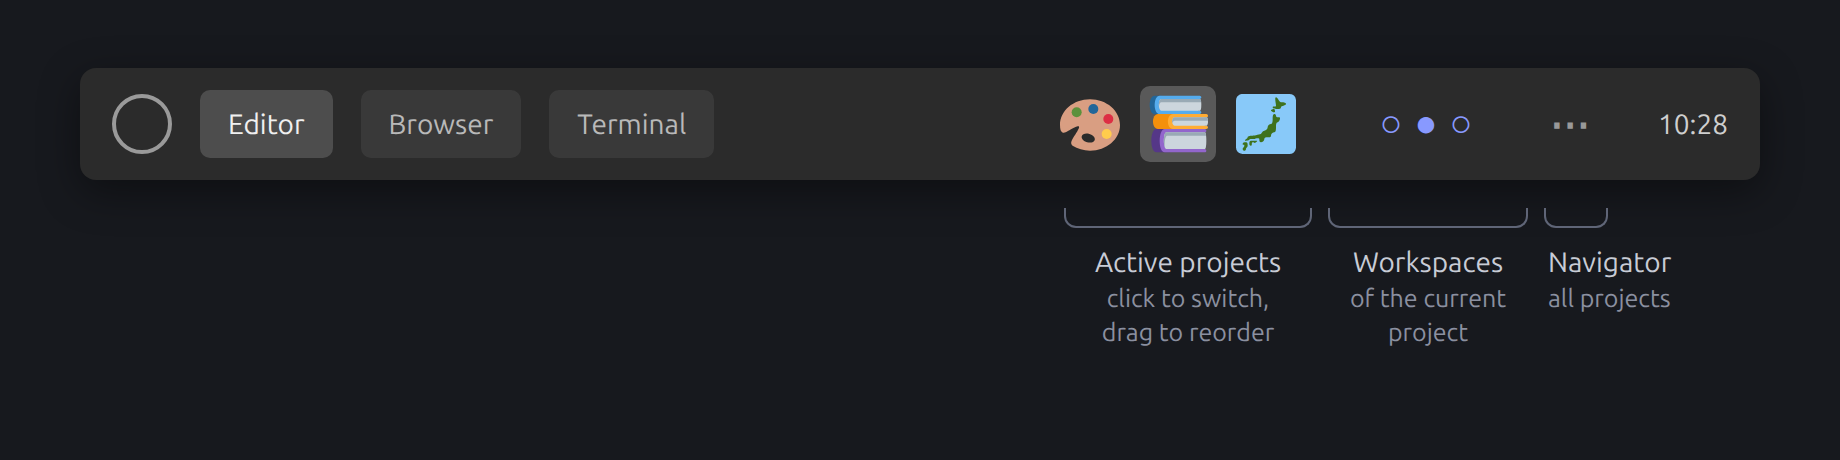 Editor Browser Terminal ··· 10:28
Active projects
click to switch,
drag to reorder
Workspaces
of the current
project
Navigator
all projects